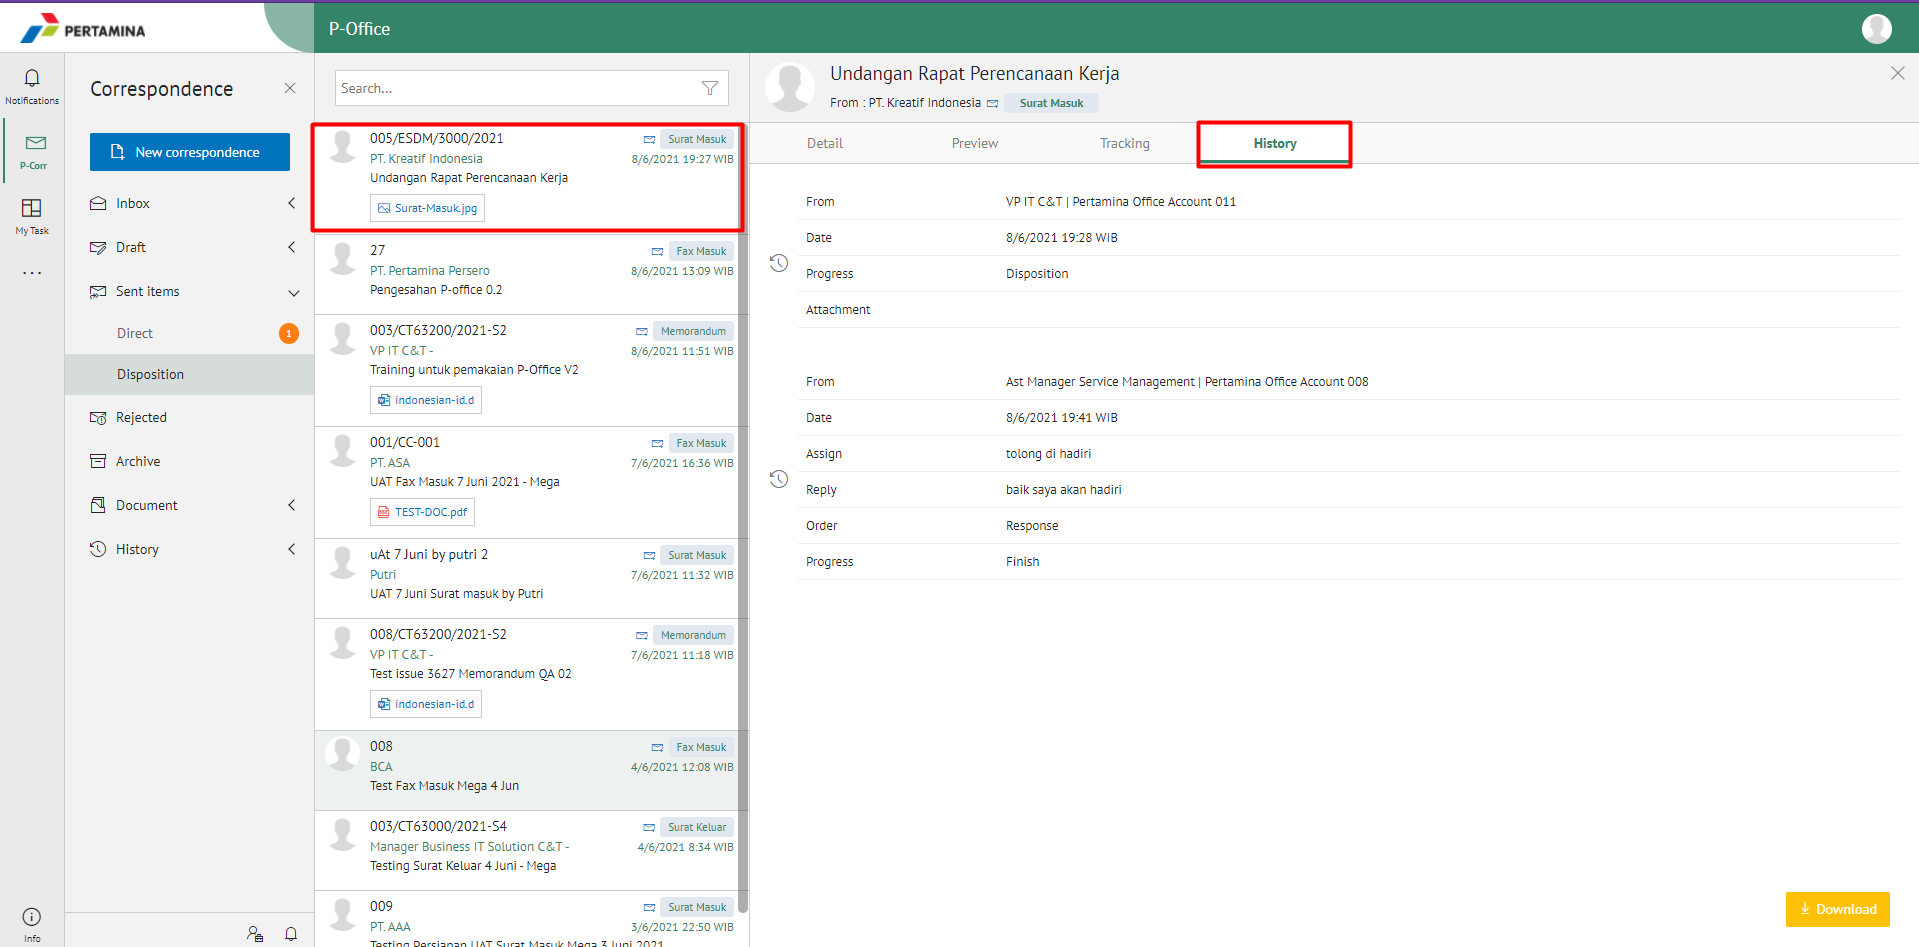 PERTAMINA
P-Office
Notifications
P-Corr
My Task
Info
Correspondence
New correspondence
Inbox
Draft
Sent items
Direct 1
Disposition
Rejected
Archive
Document
History
Search...
005/ESDM/3000/2021 Surat Masuk
PT. Kreatif Indonesia 8/6/2021 19:27 WIB
Undangan Rapat Perencanaan Kerja
Surat-Masuk.jpg
27 Fax Masuk
PT. Pertamina Persero 8/6/2021 13:09 WIB
Pengesahan P-office 0.2
003/CT63200/2021-S2 Memorandum
VP IT C&T - 8/6/2021 11:51 WIB
Training untuk pemakaian P-Office V2
indonesian-id.d
001/CC-001 Fax Masuk
PT. ASA 7/6/2021 16:36 WIB
UAT Fax Masuk 7 Juni 2021 - Mega
TEST-DOC.pdf
uAt 7 Juni by putri 2 Surat Masuk
Putri 7/6/2021 11:32 WIB
UAT 7 Juni Surat masuk by Putri
008/CT63200/2021-S2 Memorandum
VP IT C&T - 7/6/2021 11:18 WIB
Test issue 3627 Memorandum QA 02
indonesian-id.d
008 Fax Masuk
BCA 4/6/2021 12:08 WIB
Test Fax Masuk Mega 4 Jun
003/CT63000/2021-S4 Surat Keluar
Manager Business IT Solution C&T - 4/6/2021 8:34 WIB
Testing Surat Keluar 4 Juni - Mega
009 Surat Masuk
PT. AAA 3/6/2021 22:50 WIB
Testing Persiapan UAT Surat Masuk Mega 3 Juni 2021
Undangan Rapat Perencanaan Kerja
From : PT. Kreatif Indonesia Surat Masuk
Detail Preview Tracking History
From VP IT C&T | Pertamina Office Account 011
Date 8/6/2021 19:28 WIB
Progress Disposition
Attachment
From Ast Manager Service Management | Pertamina Office Account 008
Date 8/6/2021 19:41 WIB
Assign tolong di hadiri
Reply baik saya akan hadiri
Order Response
Progress Finish
Download